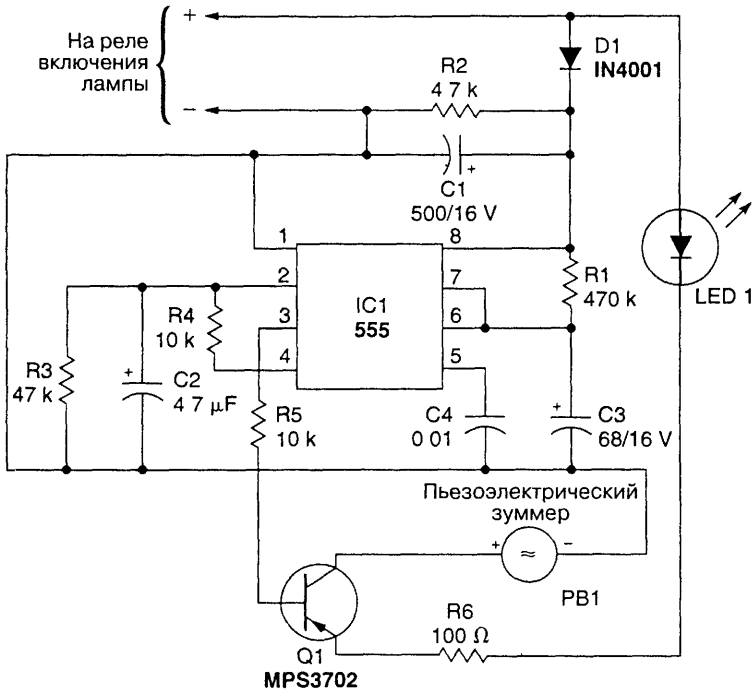 +
На реле
включения
лампы
−
D1
IN4001
R2
4 7 k
+
C1
500/16 V
1
8
2
7
3
6
4
5
IC1
555
R1
470 k
LED 1
R4
10 k
R3
47 k
+
C2
4 7 µF
R5
10 k
C4
0 01
+
C3
68/16 V
Пьезоэлектрический
зуммер
+
≈
−
PB1
R6
100 Ω
Q1
MPS3702